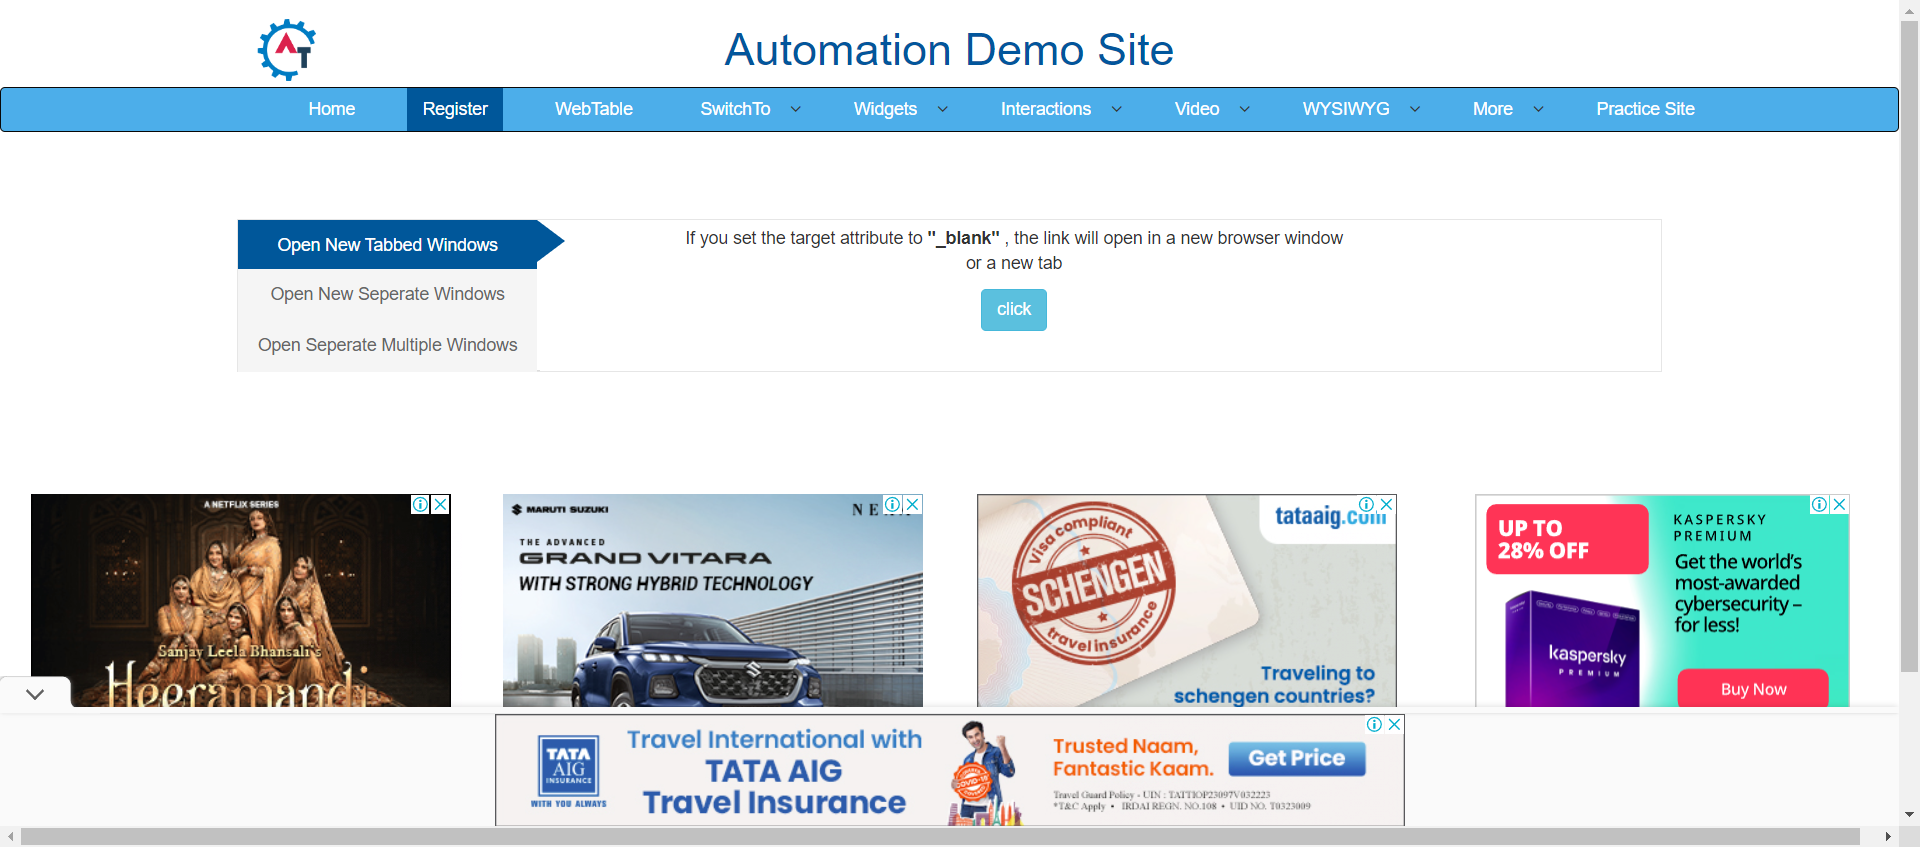 AT
Automation Demo Site
Home
Register
WebTable
SwitchTo
Widgets
Interactions
Video
WYSIWYG
More
Practice Site
Open New Tabbed Windows
Open New Seperate Windows
Open Seperate Multiple Windows
If you set the target attribute to "_blank" , the link will open in a new browser window
or a new tab
click
A NETFLIX SERIES
Sanjay Leela Bhansali's
Heeramandi
MARUTI SUZUKI
THE ADVANCED
GRAND VITARA
WITH STRONG HYBRID TECHNOLOGY
Visa compliant
SCHENGEN
travel insurance
tataaig.com
Traveling to
schengen countries?
UP TO
28% OFF
KASPERSKY
PREMIUM
Get the world's
most-awarded
cybersecurity –
for less!
kaspersky
PREMIUM
Buy Now
TATA
AIG
INSURANCE
WITH YOU ALWAYS
Travel International with
TATA AIG
Travel Insurance
COVID-19
Trusted Naam,
Fantastic Kaam.
Travel Guard Policy - UIN : TATTIOP23097V032223
*T&C Apply • IRDAI REGN. NO.108 • UID NO. T0323009
Get Price